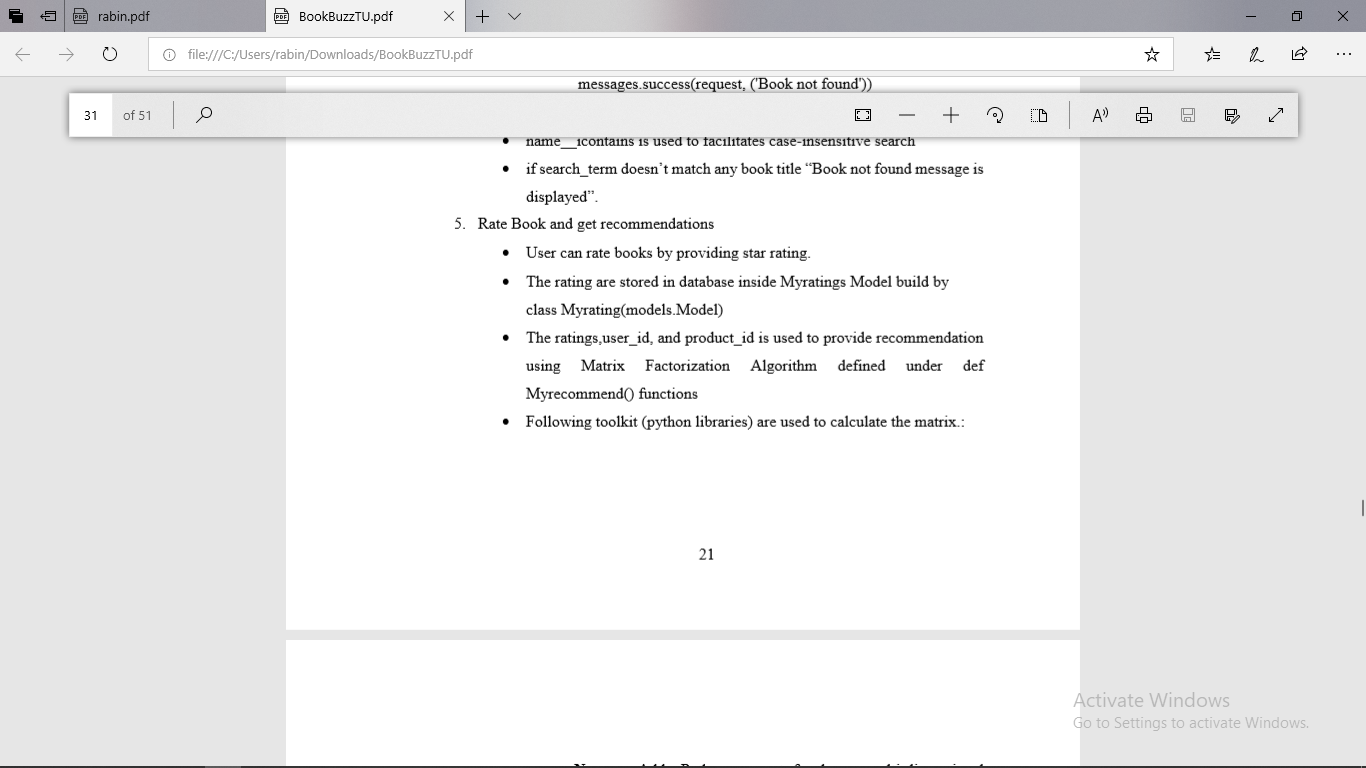 rabin.pdf
BookBuzzTU.pdf
file:///C:/Users/rabin/Downloads/BookBuzzTU.pdf
messages.success(request, ('Book not found'))
31 of 51
• name__icontains is used to facilitates case-insensitive search
• if search_term doesn’t match any book title “Book not found message is
displayed”.
5. Rate Book and get recommendations
• User can rate books by providing star rating.
• The rating are stored in database inside Myratings Model build by
class Myrating(models.Model)
• The ratings,user_id, and product_id is used to provide recommendation
using Matrix Factorization Algorithm defined under def
Myrecommend() functions
• Following toolkit (python libraries) are used to calculate the matrix.:
21
Activate Windows
Go to Settings to activate Windows.